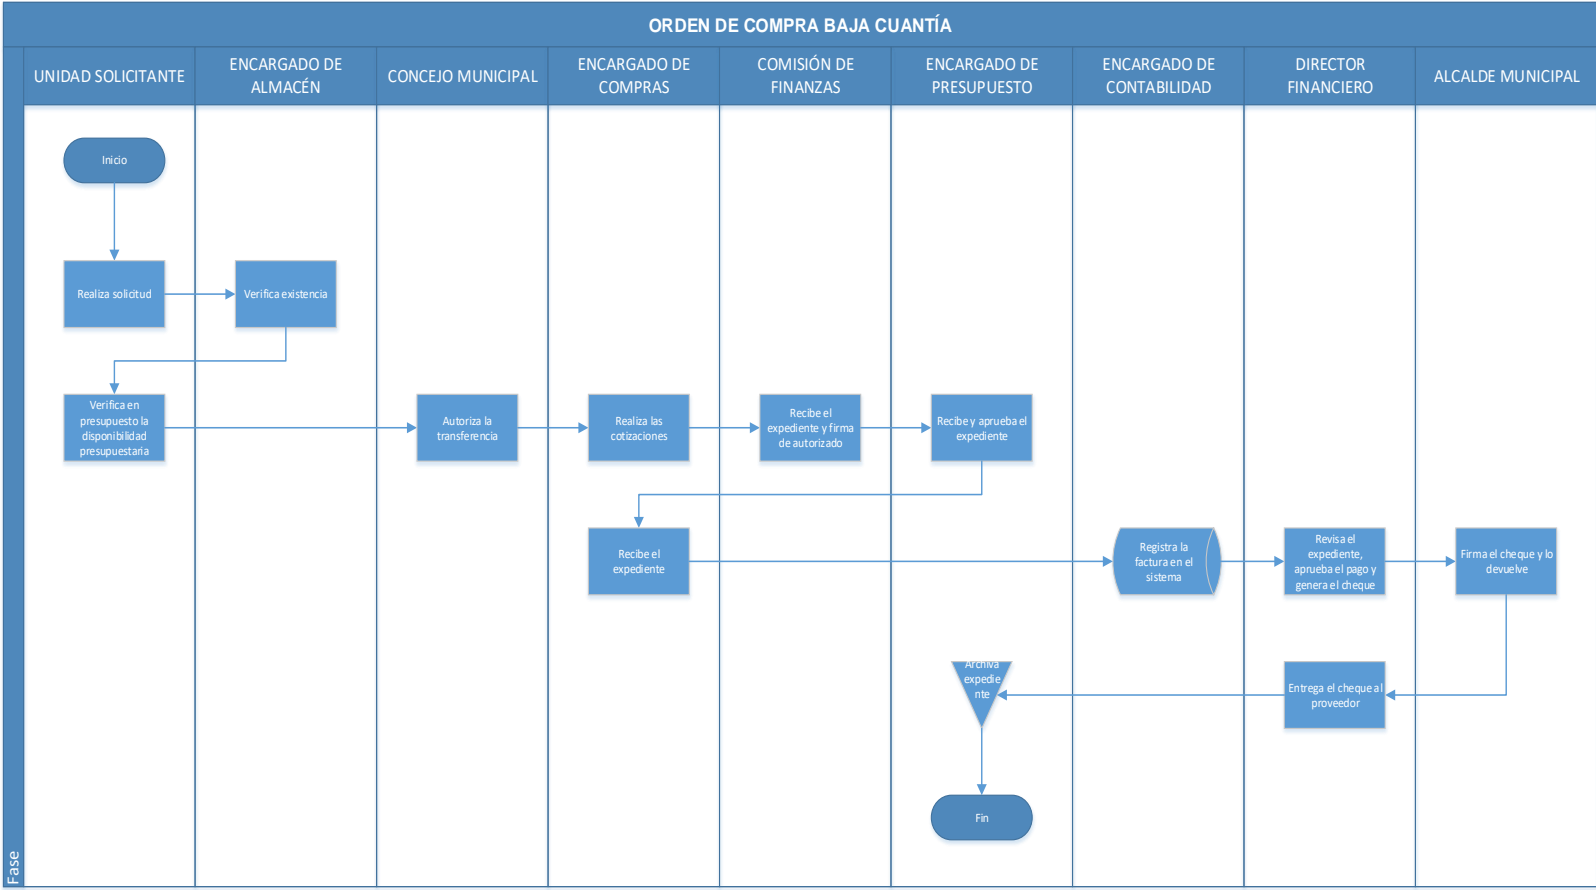 ORDEN DE COMPRA BAJA CUANTÍA
UNIDAD SOLICITANTE
ENCARGADO DE
ALMACÉN
CONCEJO MUNICIPAL
ENCARGADO DE
COMPRAS
COMISIÓN DE
FINANZAS
ENCARGADO DE
PRESUPUESTO
ENCARGADO DE
CONTABILIDAD
DIRECTOR
FINANCIERO
ALCALDE MUNICIPAL
Inicio
Realiza solicitud
Verifica existencia
Verifica en
presupuesto la
disponibilidad
presupuestaria
Autoriza la
transferencia
Realiza las
cotizaciones
Recibe el
expediente y firma
de autorizado
Recibe y aprueba el
expediente
Recibe el
expediente
Registra la
factura en el
sistema
Revisa el
expediente,
aprueba el pago y
genera el cheque
Firma el cheque y lo
devuelve
Archiva
expedie
nte
Entrega el cheque al
proveedor
Fin
Fase